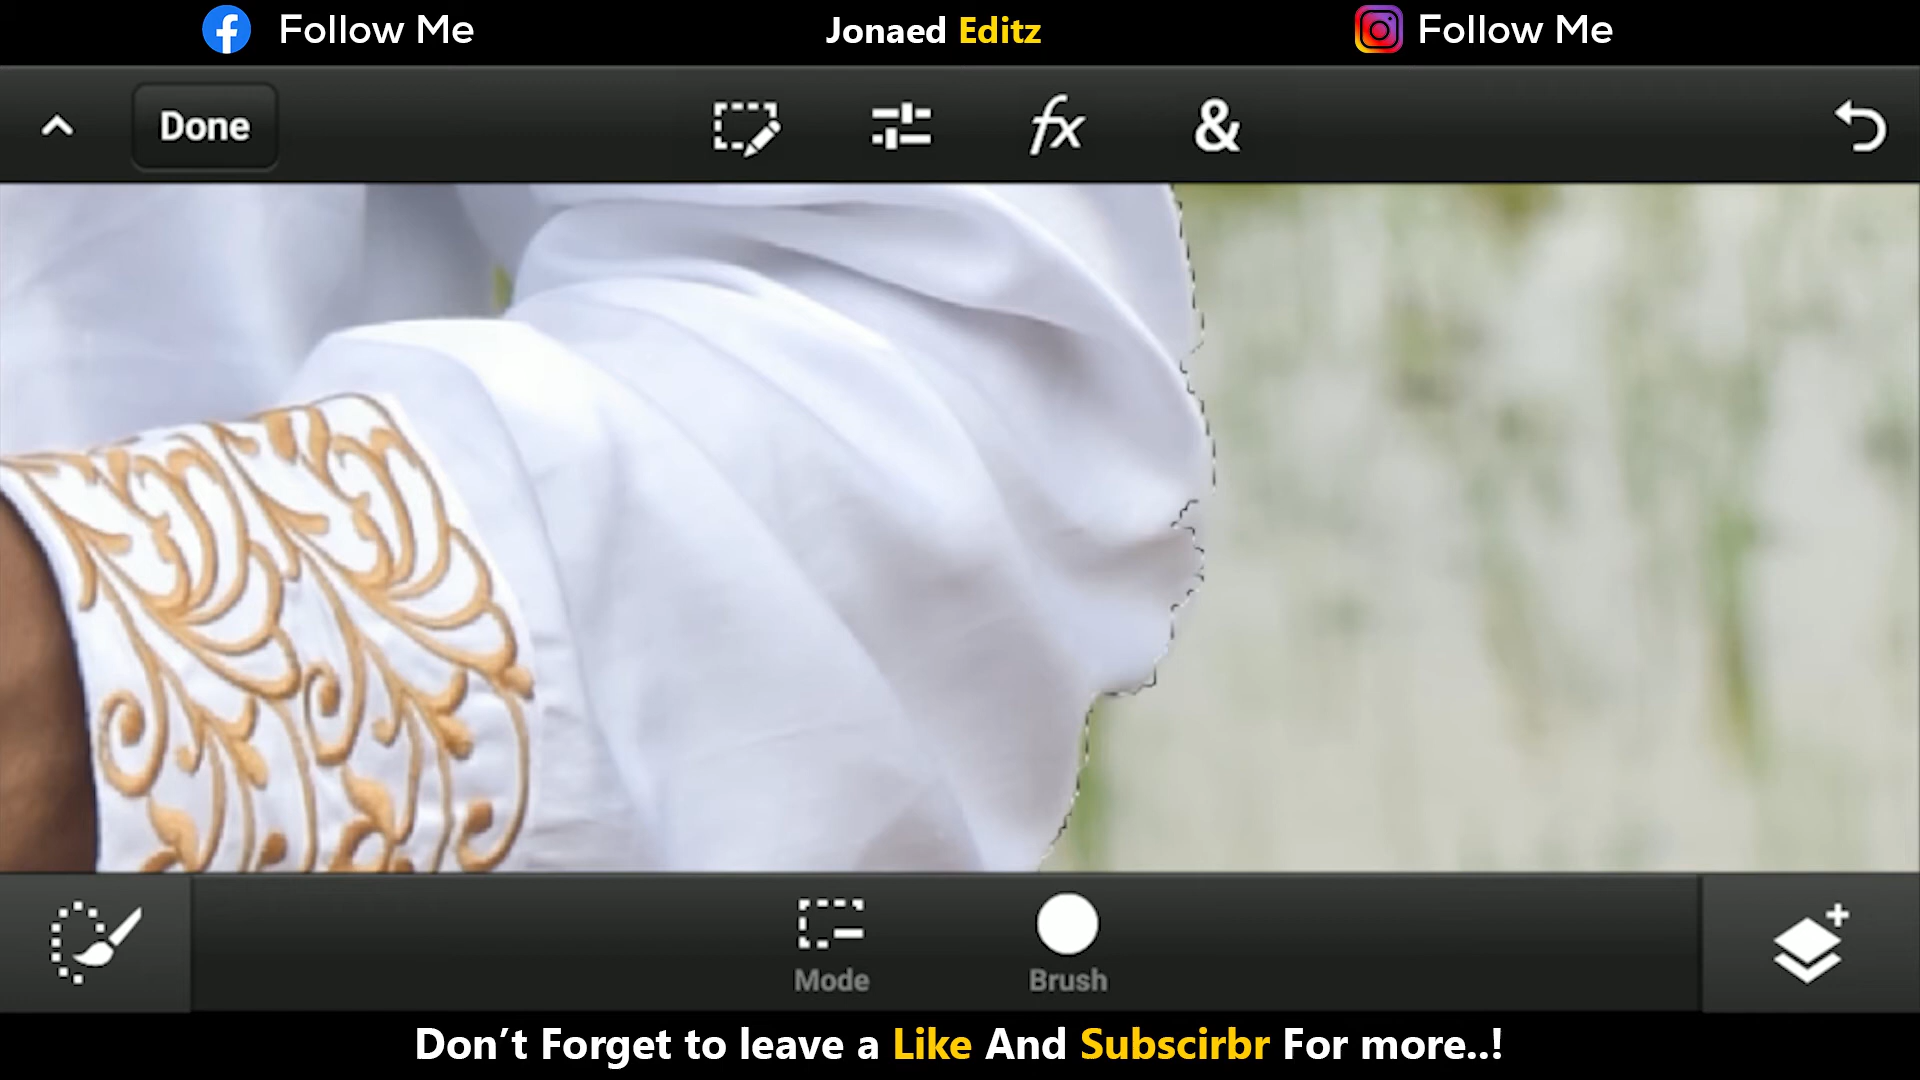 Follow Me
Jonaed Editz
Follow Me
Done
fx
&
Mode
Brush
Don’t Forget to leave a Like And Subscirbr For more..!